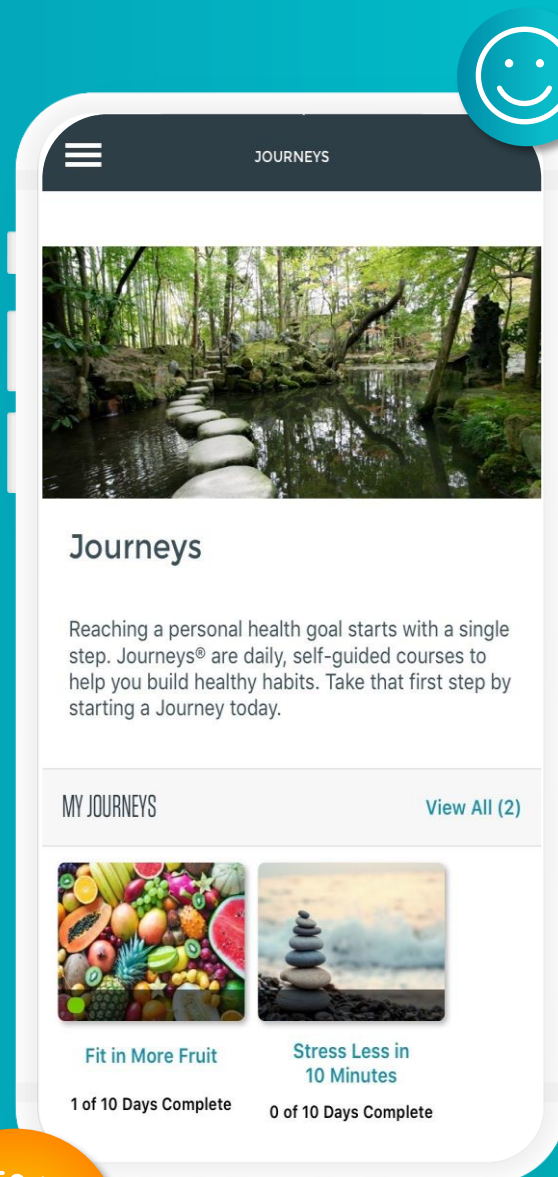 JOURNEYS
Journeys
Reaching a personal health goal starts with a single
step. Journeys® are daily, self-guided courses to
help you build healthy habits. Take that first step by
starting a Journey today.
MY JOURNEYS
View All (2)
Fit in More Fruit
1 of 10 Days Complete
Stress Less in
10 Minutes
0 of 10 Days Complete